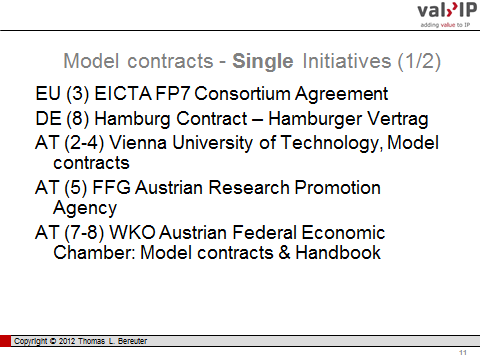 val>>IP
adding value to IP
Model contracts - Single Initiatives (1/2)
EU (3) EICTA FP7 Consortium Agreement
DE (8) Hamburg Contract – Hamburger Vertrag
AT (2-4) Vienna University of Technology, Model
contracts
AT (5) FFG Austrian Research Promotion
Agency
AT (7-8) WKO Austrian Federal Economic
Chamber: Model contracts & Handbook
Copyright © 2012 Thomas L. Bereuter
11